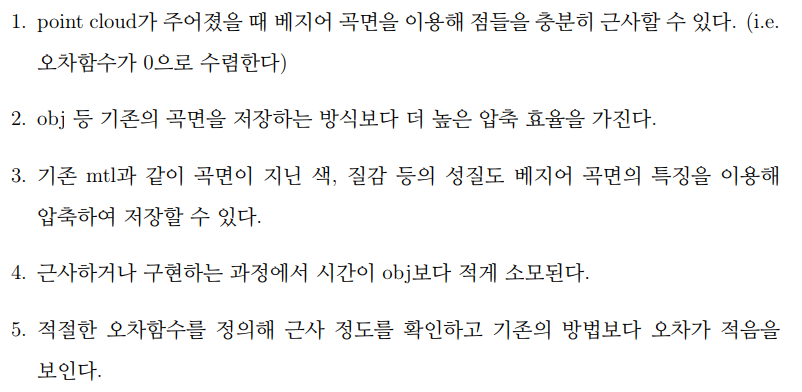 1. point cloud가 주어졌을 때 베지어 곡면을 이용해 점들을 충분히 근사할 수 있다. (i.e.
오차함수가 0으로 수렴한다)
2. obj 등 기존의 곡면을 저장하는 방식보다 더 높은 압축 효율을 가진다.
3. 기존 mtl과 같이 곡면이 지닌 색, 질감 등의 성질도 베지어 곡면의 특징을 이용해
압축하여 저장할 수 있다.
4. 근사하거나 구현하는 과정에서 시간이 obj보다 적게 소모된다.
5. 적절한 오차함수를 정의해 근사 정도를 확인하고 기존의 방법보다 오차가 적음을
보인다.